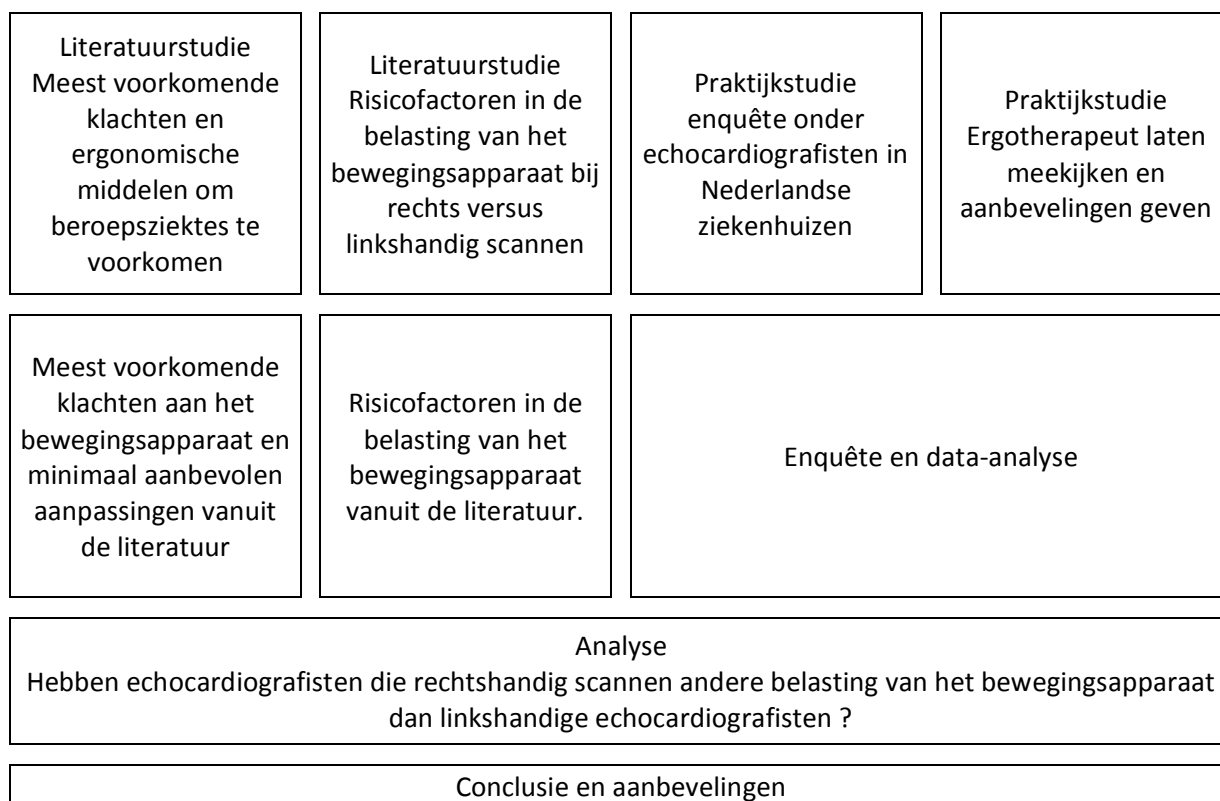 Literatuurstudie
Meest voorkomende
klachten en
ergonomische
middelen om
beroepsziektes te
voorkomen
Literatuurstudie
Risicofactoren in de
belasting van het
bewegingsapparaat bij
rechts versus
linkshandig scannen
Praktijkstudie
enquête onder
echocardiografisten in
Nederlandse
ziekenhuizen
Praktijkstudie
Ergotherapeut laten
meekijken en
aanbevelingen geven
Meest voorkomende
klachten aan het
bewegingsapparaat en
minimaal aanbevolen
aanpassingen vanuit
de literatuur
Risicofactoren in de
belasting van het
bewegingsapparaat
vanuit de literatuur.
Enquête en data-analyse
Analyse
Hebben echocardiografisten die rechtshandig scannen andere belasting van het bewegingsapparaat
dan linkshandige echocardiografisten ?
Conclusie en aanbevelingen